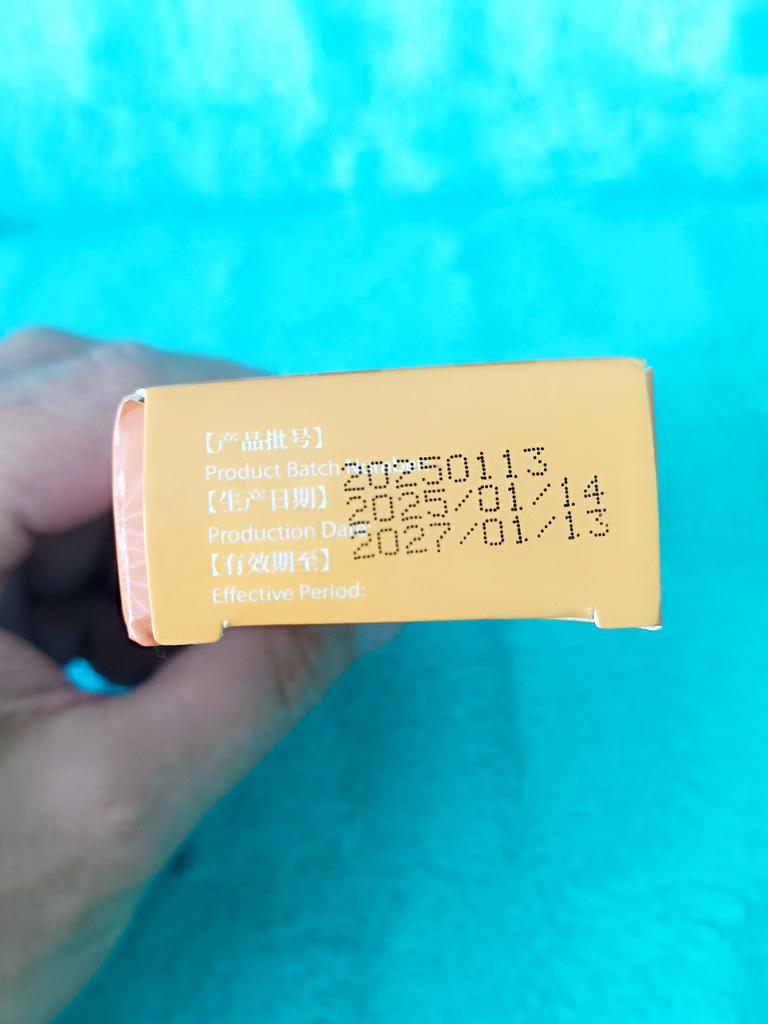 【产品批号】
Product Batch Number: 20250113
【生产日期】 2025/01/14
Production Date: 2027/01/13
【有效期至】
Effective Period: